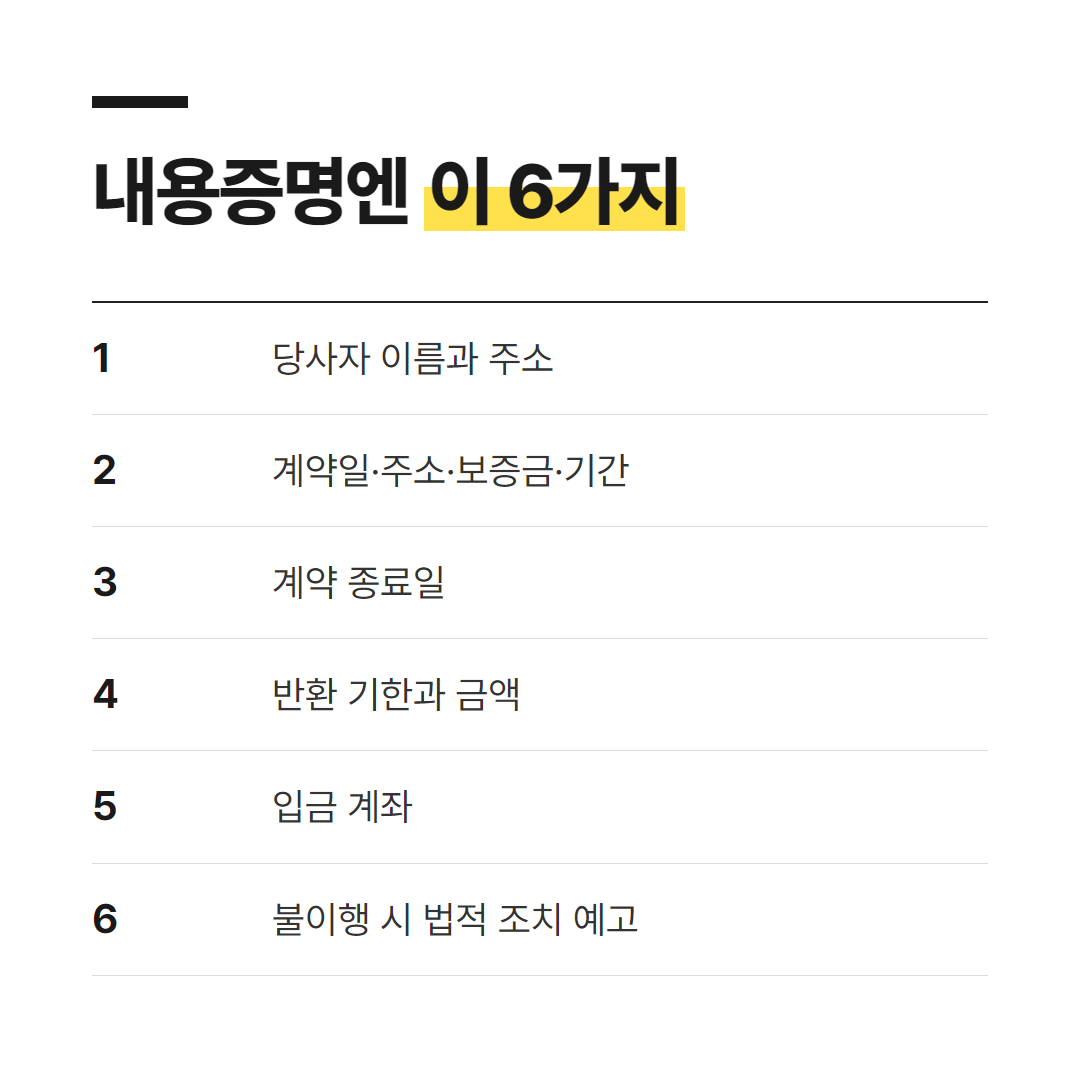 내용증명엔 이 6가지
1 당사자 이름과 주소
2 계약일·주소·보증금·기간
3 계약 종료일
4 반환 기한과 금액
5 입금 계좌
6 불이행 시 법적 조치 예고